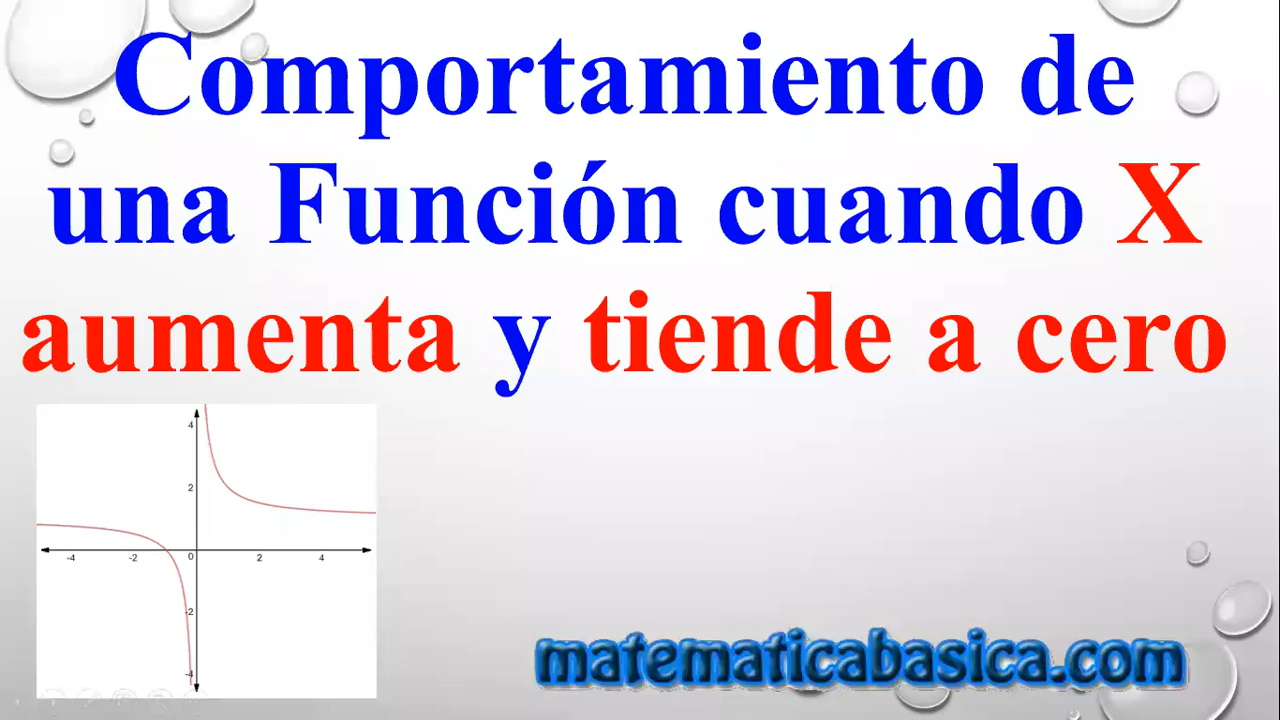 Comportamiento de
una Función cuando X
aumenta y tiende a cero
4
2
-4 -2 0 2 4
-2
-4
matematicabasica.com